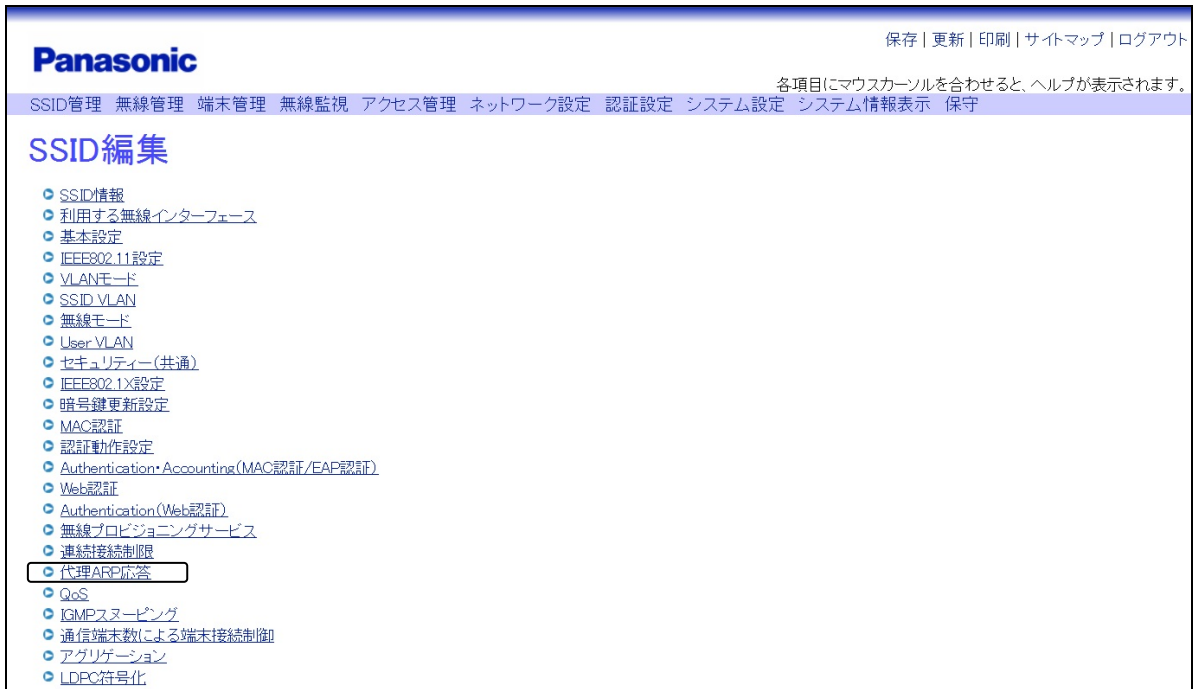 保存 | 更新 | 印刷 | サイトマップ | ログアウト
Panasonic
各項目にマウスカーソルを合わせると、ヘルプが表示されます。
SSID管理 無線管理 端末管理 無線監視 アクセス管理 ネットワーク設定 認証設定 システム設定 システム情報表示 保守
SSID編集
SSID情報
利用する無線インターフェース
基本設定
IEEE802.11設定
VLANモード
SSID VLAN
無線モード
User VLAN
セキュリティー(共通)
IEEE802.1X設定
暗号鍵更新設定
MAC認証
認証動作設定
Authentication・Accounting(MAC認証/EAP認証)
Web認証
Authentication(Web認証)
無線プロビジョニングサービス
連続接続制限
代理ARP応答
QoS
IGMPスヌーピング
通信端末数による端末接続制御
アグリゲーション
LDPC符号化